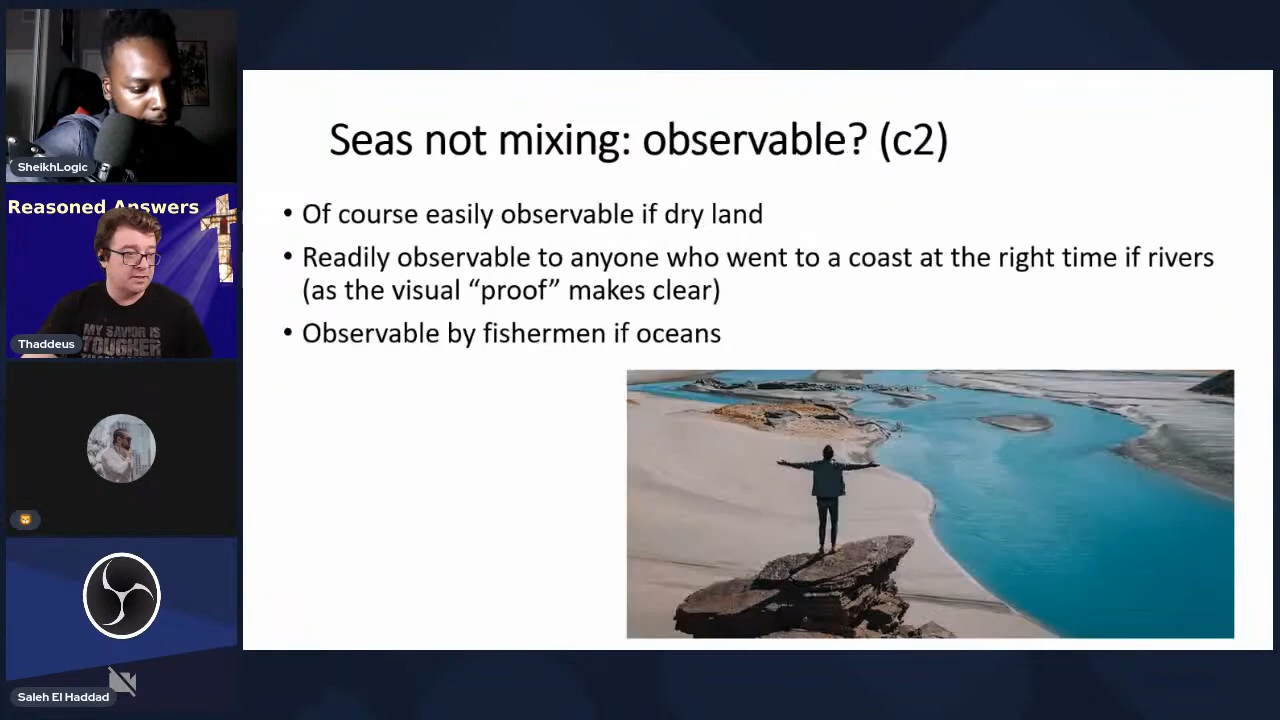 SheikhLogic
Reasoned Answers
MY SAVIOR IS
TOUGHER
Thaddeus
Saleh El Haddad
Seas not mixing: observable? (c2)
• Of course easily observable if dry land
• Readily observable to anyone who went to a coast at the right time if rivers
(as the visual “proof” makes clear)
• Observable by fishermen if oceans